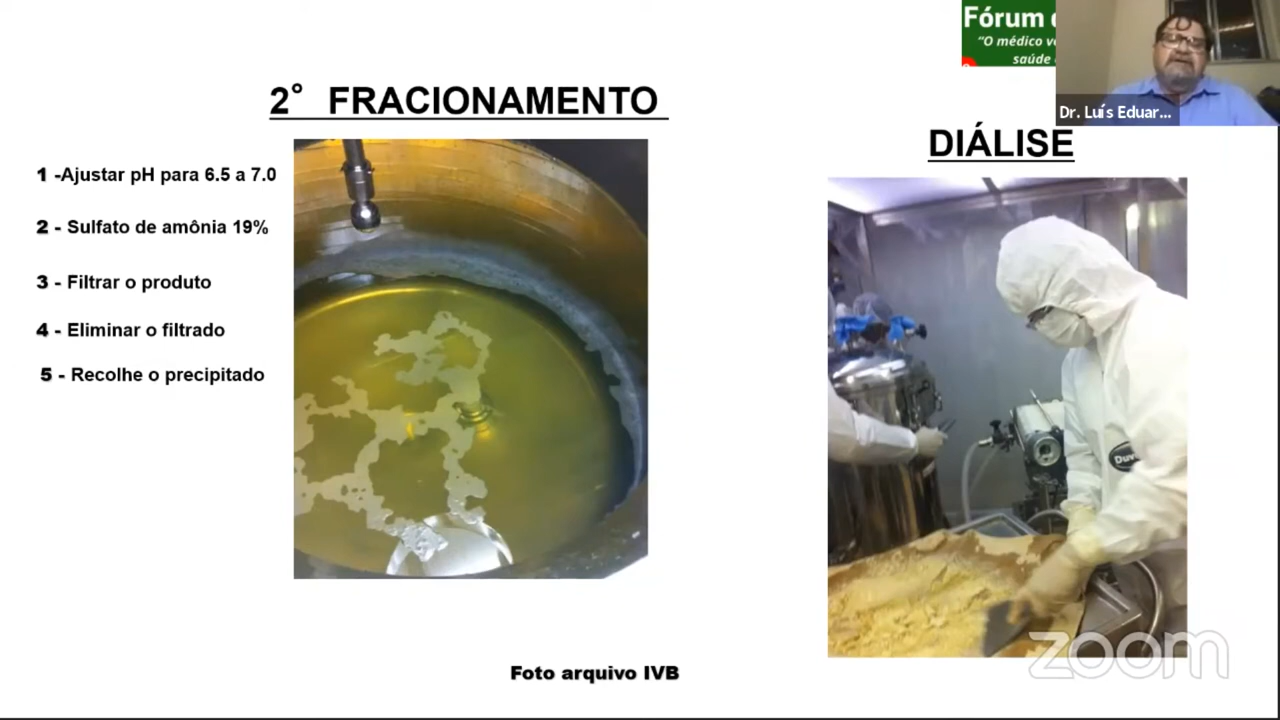 Fórum
"O médico
saúde
Dr. Luís Eduar...
2° FRACIONAMENTO
DIÁLISE
1 -Ajustar pH para 6.5 a 7.0
2 - Sulfato de amônia 19%
3 - Filtrar o produto
4 - Eliminar o filtrado
5 - Recolhe o precipitado
Foto arquivo IVB
zoom